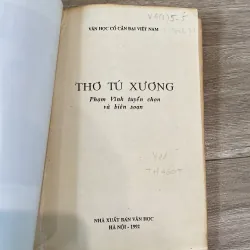 VĂN HỌC CỔ CẬN ĐẠI VIỆT NAM
THƠ TÚ XƯƠNG
Phạm Vĩnh tuyển chọn
và biên soạn
NHÀ XUẤT BẢN VĂN HỌC
HÀ NỘI - 1991